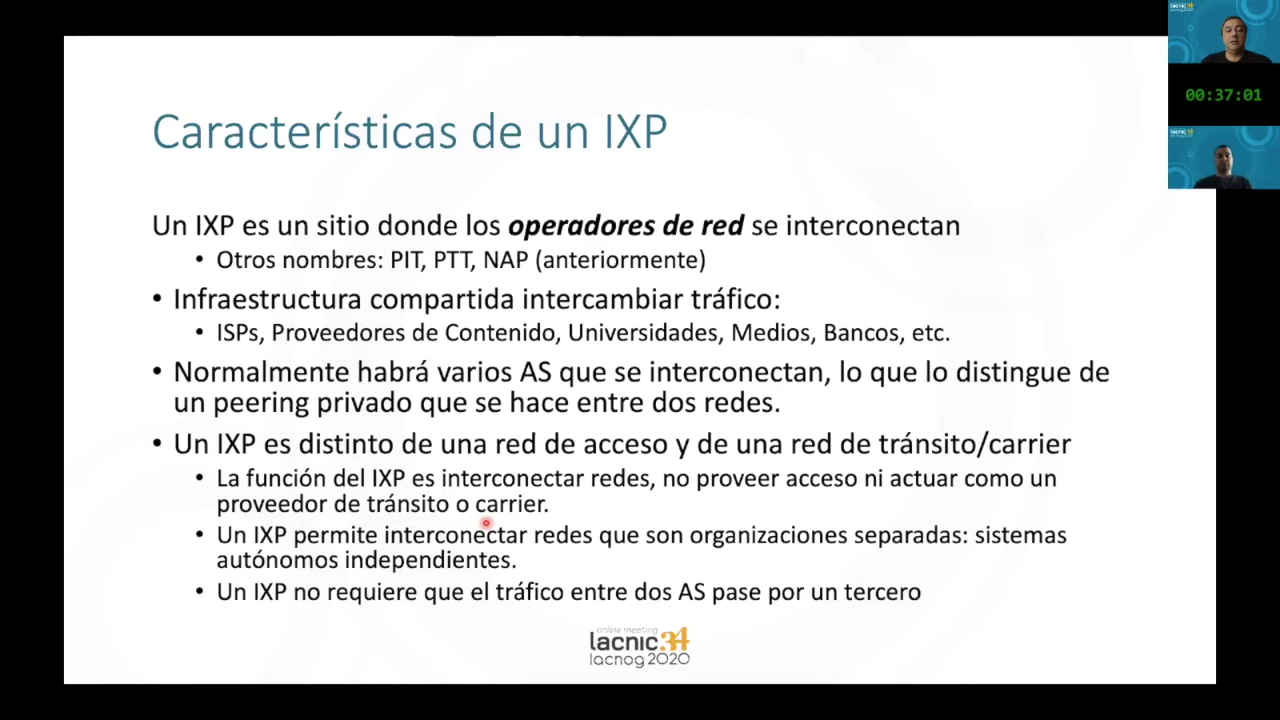 Características de un IXP
Un IXP es un sitio donde los operadores de red se interconectan
• Otros nombres: PIT, PTT, NAP (anteriormente)
• Infraestructura compartida intercambiar tráfico:
• ISPs, Proveedores de Contenido, Universidades, Medios, Bancos, etc.
• Normalmente habrá varios AS que se interconectan, lo que lo distingue de
un peering privado que se hace entre dos redes.
• Un IXP es distinto de una red de acceso y de una red de tránsito/carrier
• La función del IXP es interconectar redes, no proveer acceso ni actuar como un
proveedor de tránsito o carrier.
• Un IXP permite interconectar redes que son organizaciones separadas: sistemas
autónomos independientes.
• Un IXP no requiere que el tráfico entre dos AS pase por un tercero
online meeting
lacnic34
lacnog2020
lacnic34
00:37:01
lacnic34